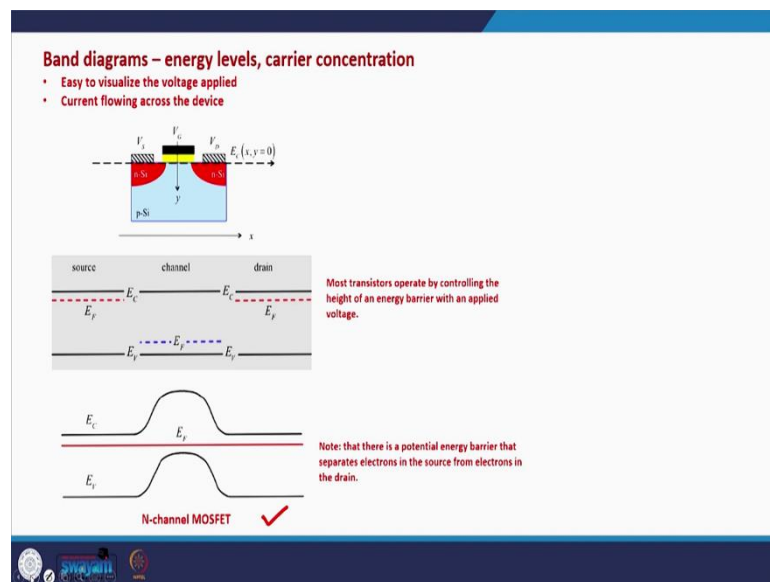 Band diagrams – energy levels, carrier concentration
• Easy to visualize the voltage applied
• Current flowing across the device
V_G
V_S V_D E_c (x, y=0)
n-Si n-Si
y
p-Si
x
source channel drain
E_C E_C
E_F E_F
E_F
E_V E_V
Most transistors operate by controlling the
height of an energy barrier with an applied
voltage.
E_C
E_F
E_V
Note: that there is a potential energy barrier that
separates electrons in the source from electrons in
the drain.
N-channel MOSFET
swayam